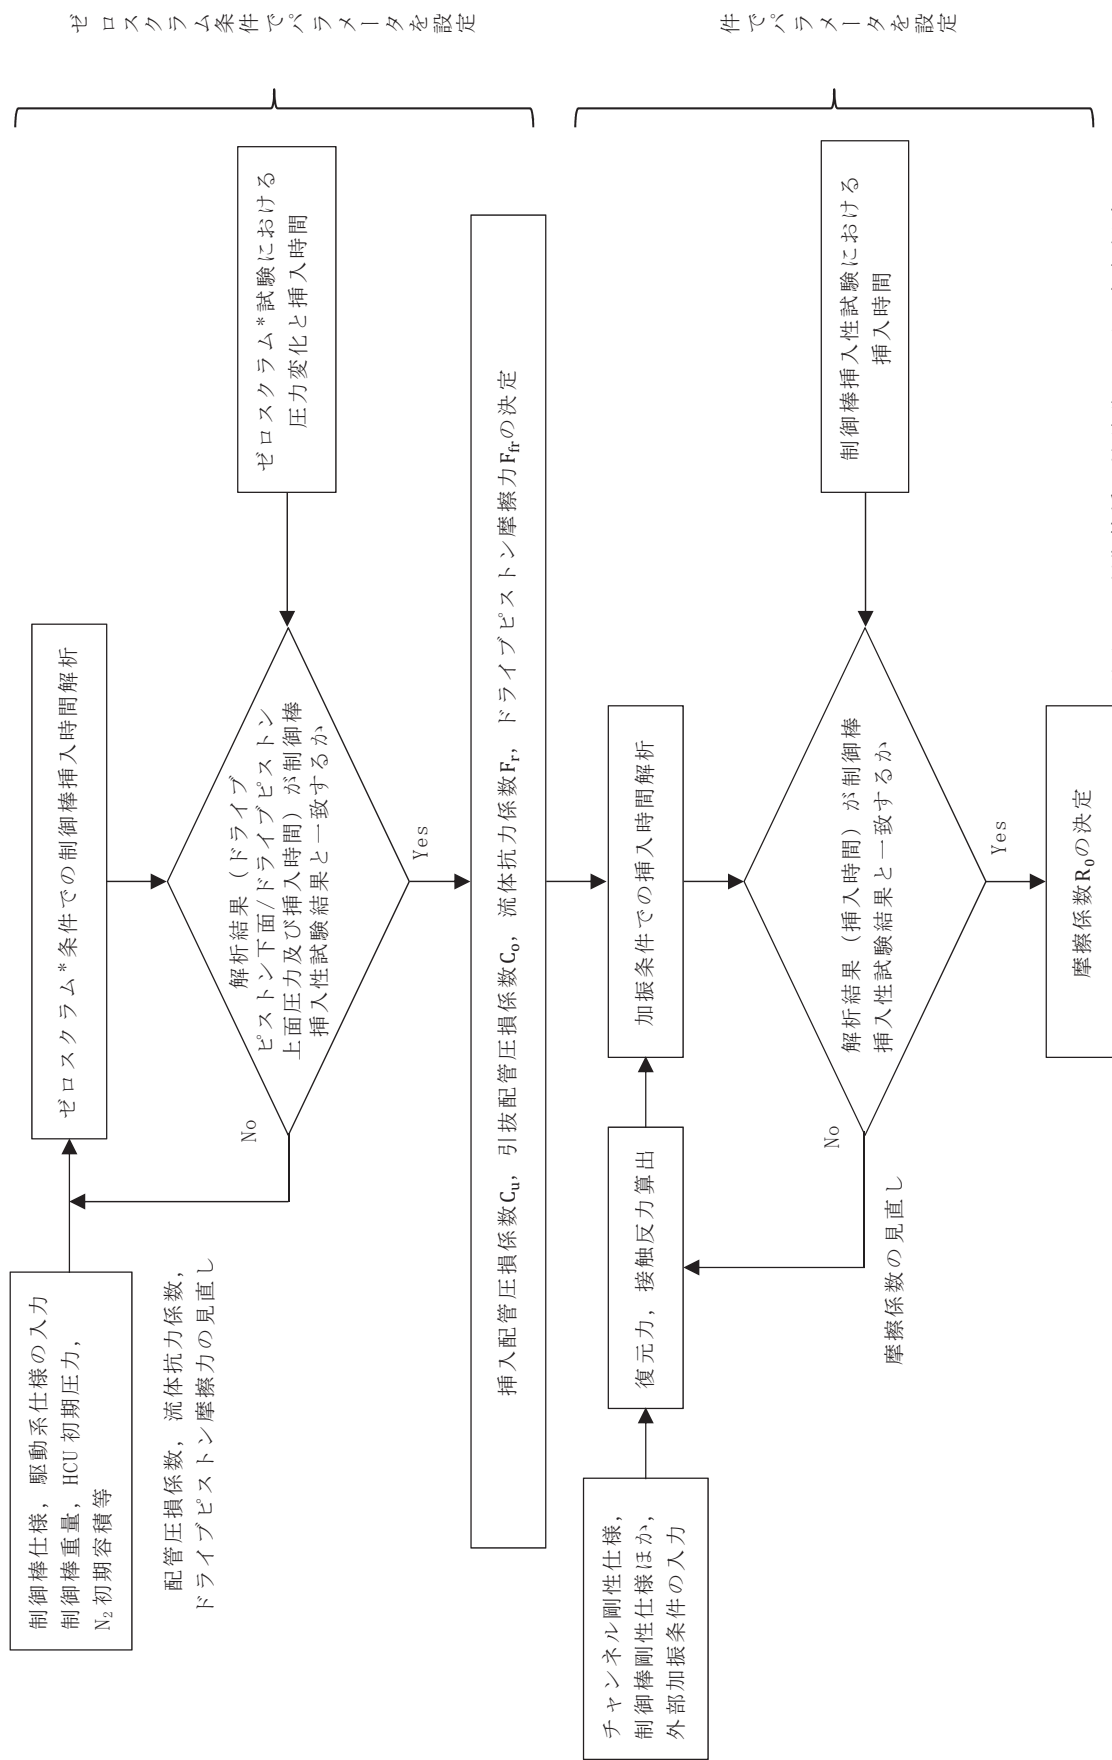 制御棒仕様，駆動系仕様の入力
制御棒重量，HCU 初期圧力，
N₂初期容積等
ゼロスクラム*条件での制御棒挿入時間解析
配管圧損係数，流体抗力係数，
ドライブピストン摩擦力の見直し
No
解析結果（ドライブ
ピストン下面/ドライブピストン
上面圧力及び挿入時間）が制御棒
挿入性試験結果と一致するか
Yes
ゼロスクラム*試験における
圧力変化と挿入時間
ゼロスクラム条件でパラメータを設定
挿入配管圧損係数Cu，引抜配管圧損係数Co，流体抗力係数Fr，ドライブピストン摩擦力Ffrの決定
チャンネル剛性仕様，
制御棒剛性仕様ほか，
外部加振条件の入力
復元力，接触反力算出
加振条件での挿入時間解析
摩擦係数の見直し
No
解析結果（挿入時間）が制御棒
挿入性試験結果と一致するか
Yes
制御棒挿入性試験における
挿入時間
件でパラメータを設定
摩擦係数R₀の決定